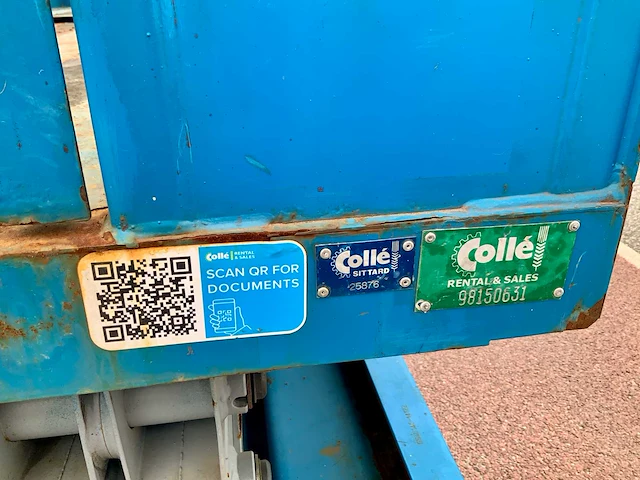 Collé RENTAL & SALES
SCAN QR FOR
DOCUMENTS
Collé
SITTARD
25876
Collé
RENTAL & SALES
98150631